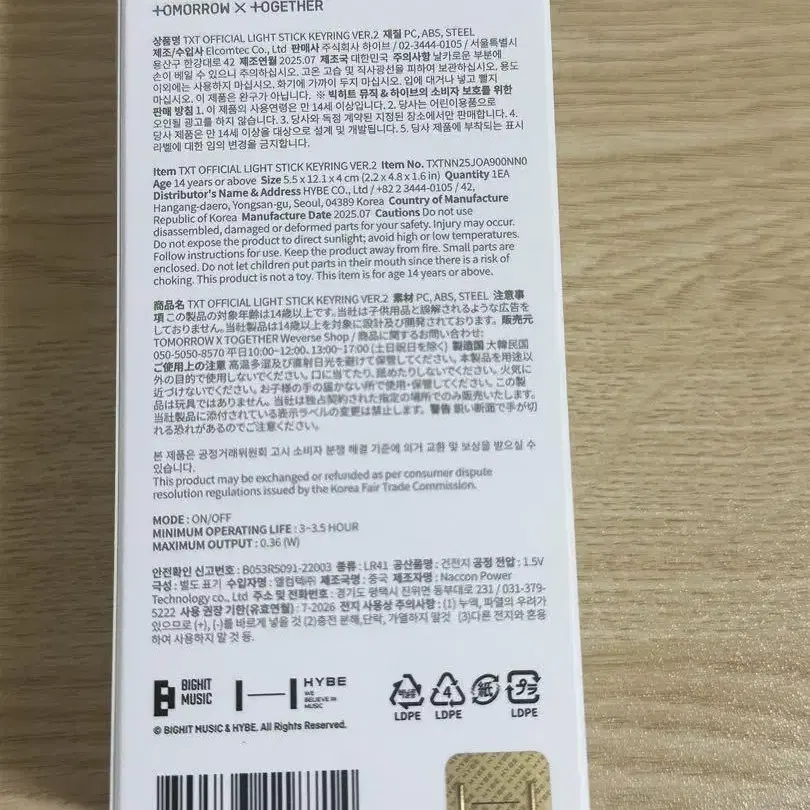 TOMORROW X TOGETHER
상품명 TXT OFFICIAL LIGHT STICK KEYRING VER.2 재질 PC, ABS, STEEL
제조/수입사 Elcomtec Co., Ltd 판매사 주식회사 하이브 / 02-3444-0105 / 서울특별시
용산구 한강대로 42 제조연월 2025.07 제조국 대한민국 주의사항 날카로운 부분에
손이 베일 수 있으니 주의하십시오. 고온 고습 및 직사광선을 피하여 보관하십시오. 용도
이외에는 사용하지 마십시오. 화기에 가까이 두지 마십시오. 입에 대거나 넣고 빨지
마십시오. 이 제품은 완구가 아닙니다. ※ 빅히트 뮤직 & 하이브의 소비자 보호를 위한
판매 방침 1. 이 제품의 사용연령은 만 14세 이상입니다. 2. 당사는 어린이용품으로
오인될 광고를 하지 않습니다. 3. 당사와 독점 계약된 지정된 장소에서만 판매합니다. 4.
당사 제품은 만 14세 이상을 대상으로 설계 및 개발됩니다. 5. 당사 제품에 부착되는 표시
라벨에 대한 임의 변경을 금지합니다.
Item TXT OFFICIAL LIGHT STICK KEYRING VER.2 Item No. TXTNN25JOA900NN0
Age 14 years or above Size 5.5 x 12.1 x 4 cm (2.2 x 4.8 x 1.6 in) Quantity 1EA
Distributor's Name & Address HYBE CO., Ltd / +82 2 3444-0105 / 42,
Hangang-daero, Yongsan-gu, Seoul, 04389 Korea Country of Manufacture
Republic of Korea Manufacture Date 2025.07 Cautions Do not use
disassembled, damaged or deformed parts for your safety. Injury may occur.
Do not expose the product to direct sunlight; avoid high or low temperatures.
Follow instructions for use. Keep the product away from fire. Small parts are
enclosed. Do not let children put parts in their mouth since there is a risk of
choking. This product is not a toy. This item is for age 14 years or above.
商品名 TXT OFFICIAL LIGHT STICK KEYRING VER.2 素材 PC, ABS, STEEL 注意事
項 この製品の対象年齢は14歳以上です。当社は子供用品と誤解されるような広告を
しておりません。当社製品は14歳以上を対象に設計及び開発されております。販売元
TOMORROW X TOGETHER Weverse Shop / 商品に関するお問い合わせ:
050-5050-8570 平日10:00~12:00、13:00~17:00 (土日祝日を除く) 製造国 大韓民国
ご使用上の注意 高温多湿及び直射日光を避けて保管してください。本製品を用途以
外の目的で使用しないでください。口に当てたり、舐めたりしないでください。火気に
近づけないでください。お子様の手の届かない所で使用・保管してください。この製
品は玩具ではありません。当社は独占契約された指定の場所でのみ販売いたします。
当社製品に添付されている表示ラベルの変更は禁止します。警告 鋭い断面で手が切
れる恐れがあるのでご注意ください。
본 제품은 공정거래위원회 고시 소비자 분쟁 해결 기준에 의거 교환 및 보상을 받으실 수
있습니다.
This product may be exchanged or refunded as per consumer dispute
resolution regulations issued by the Korea Fair Trade Commission.
MODE : ON/OFF
MINIMUM OPERATING LIFE : 3~3.5 HOUR
MAXIMUM OUTPUT : 0.36 (W)
안전확인 신고번호 : B053R5091-22003 종류 : LR41 공산품명 : 건전지 공정 전압 : 1.5V
극성 : 별도 표기 수입자명 : 엘컴텍㈜ 제조국명 : 중국 제조자명 : Naccon Power
Technology co., Ltd 주소 및 전화번호 : 경기도 평택시 진위면 동부대로 231 / 031-379-
5222 사용 권장 기한(유효연월) : 7-2026 전지 사용상 주의사항 : (1) 누액, 파열의 우려가
있으므로 (+), (-)를 바르게 넣을 것 (2)충전 분해,단락, 가열하지 말것 (3)다른 전지와 혼용
하여 사용하지 말 것 등.
BIGHIT
MUSIC
HYBE
WE
BELIEVE IN
MUSIC
LDPE
4
LDPE
紙
プラ
LDPE
© BIGHIT MUSIC & HYBE. All Rights Reserved.